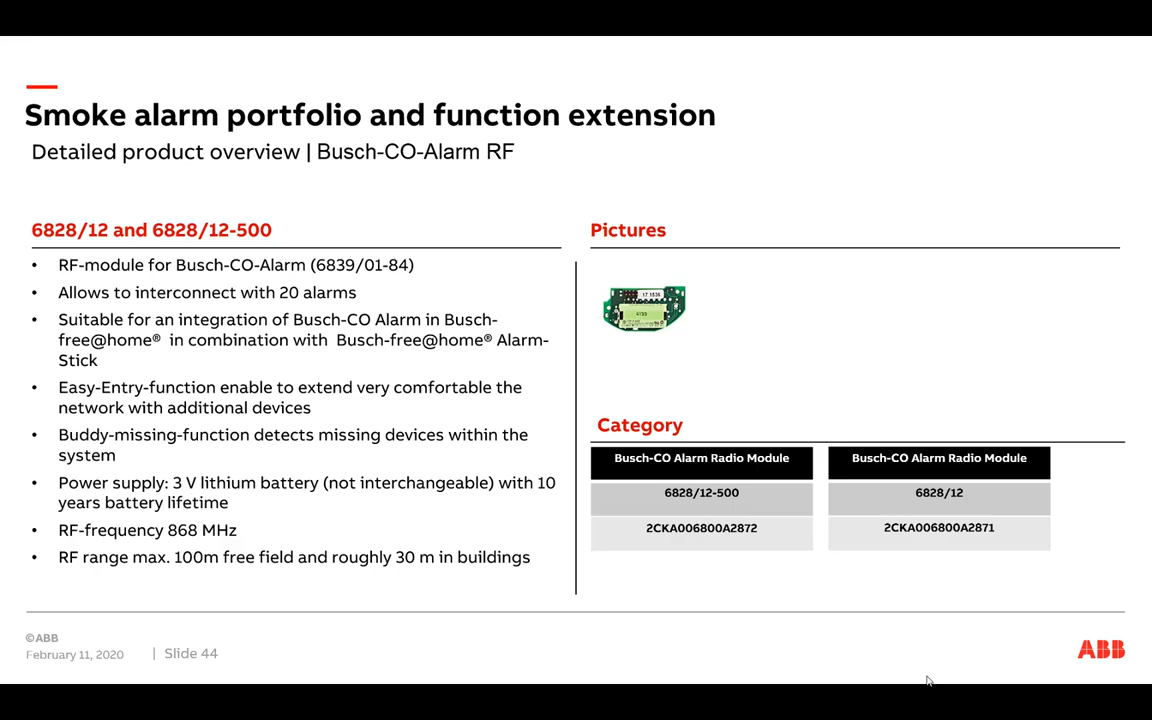 Smoke alarm portfolio and function extension
Detailed product overview | Busch-CO-Alarm RF
6828/12 and 6828/12-500
• RF-module for Busch-CO-Alarm (6839/01-84)
• Allows to interconnect with 20 alarms
• Suitable for an integration of Busch-CO Alarm in Busch-
free@home® in combination with Busch-free@home® Alarm-
Stick
• Easy-Entry-function enable to extend very comfortable the
network with additional devices
• Buddy-missing-function detects missing devices within the
system
• Power supply: 3 V lithium battery (not interchangeable) with 10
years battery lifetime
• RF-frequency 868 MHz
• RF range max. 100m free field and roughly 30 m in buildings
Pictures
Category
Busch-CO Alarm Radio Module Busch-CO Alarm Radio Module
6828/12-500 6828/12
2CKA006800A2872 2CKA006800A2871
©ABB
February 11, 2020 | Slide 44
ABB